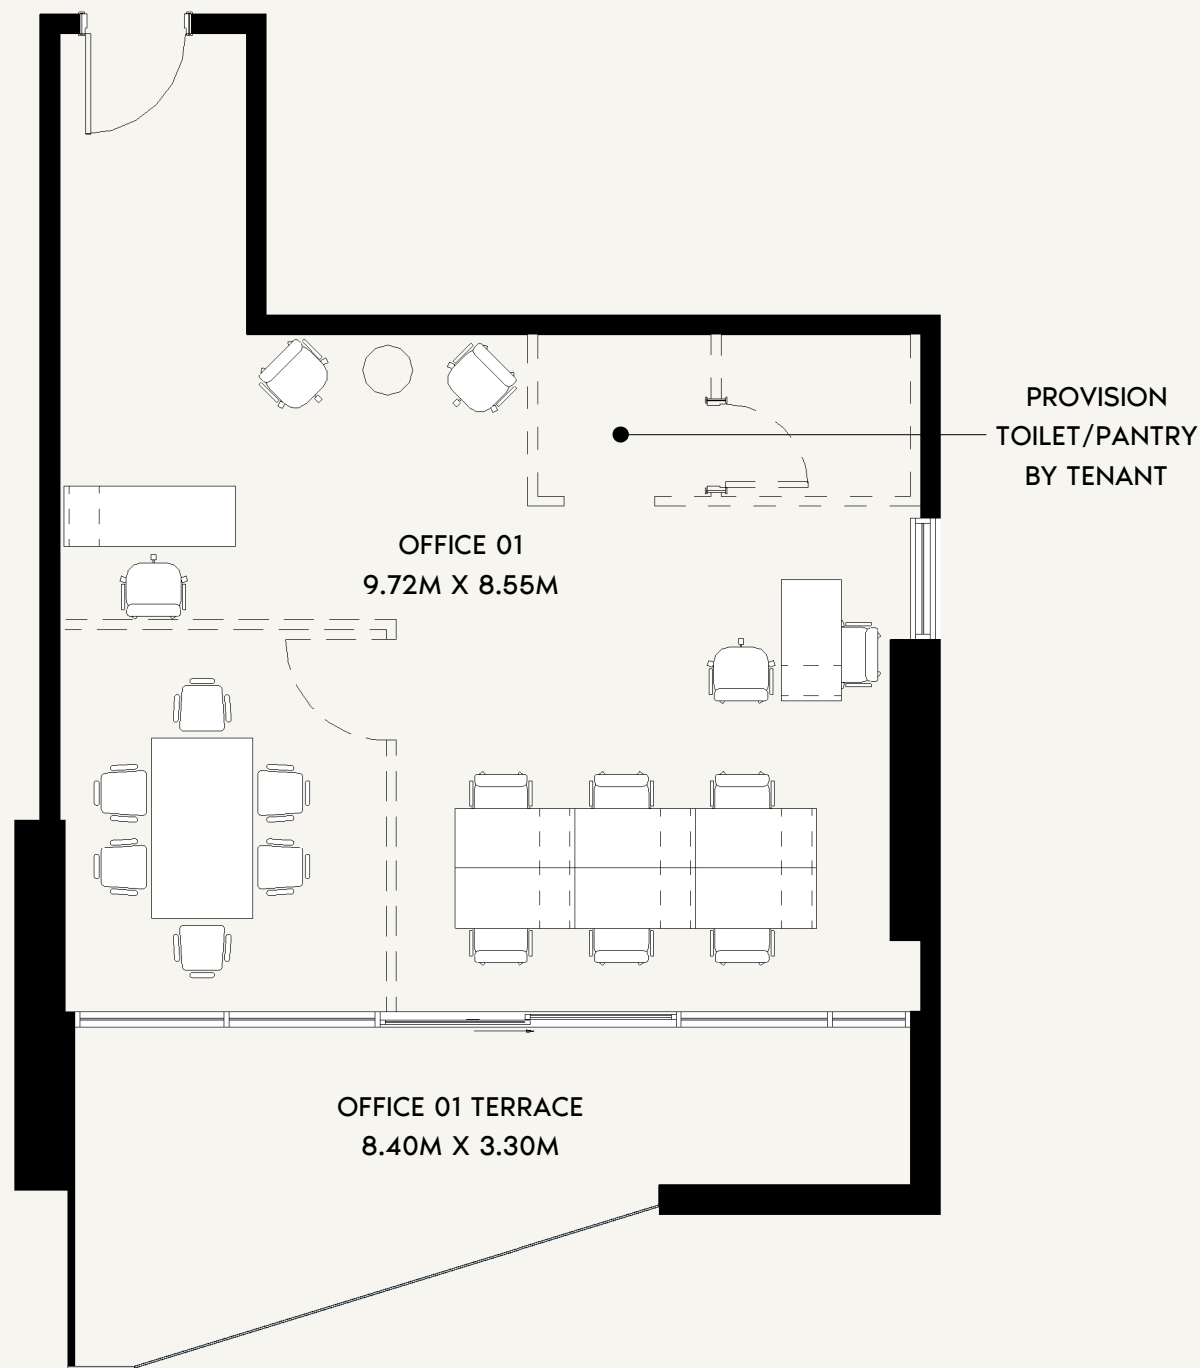 PROVISION
TOILET/PANTRY
BY TENANT
OFFICE 01
9.72M X 8.55M
OFFICE 01 TERRACE
8.40M X 3.30M